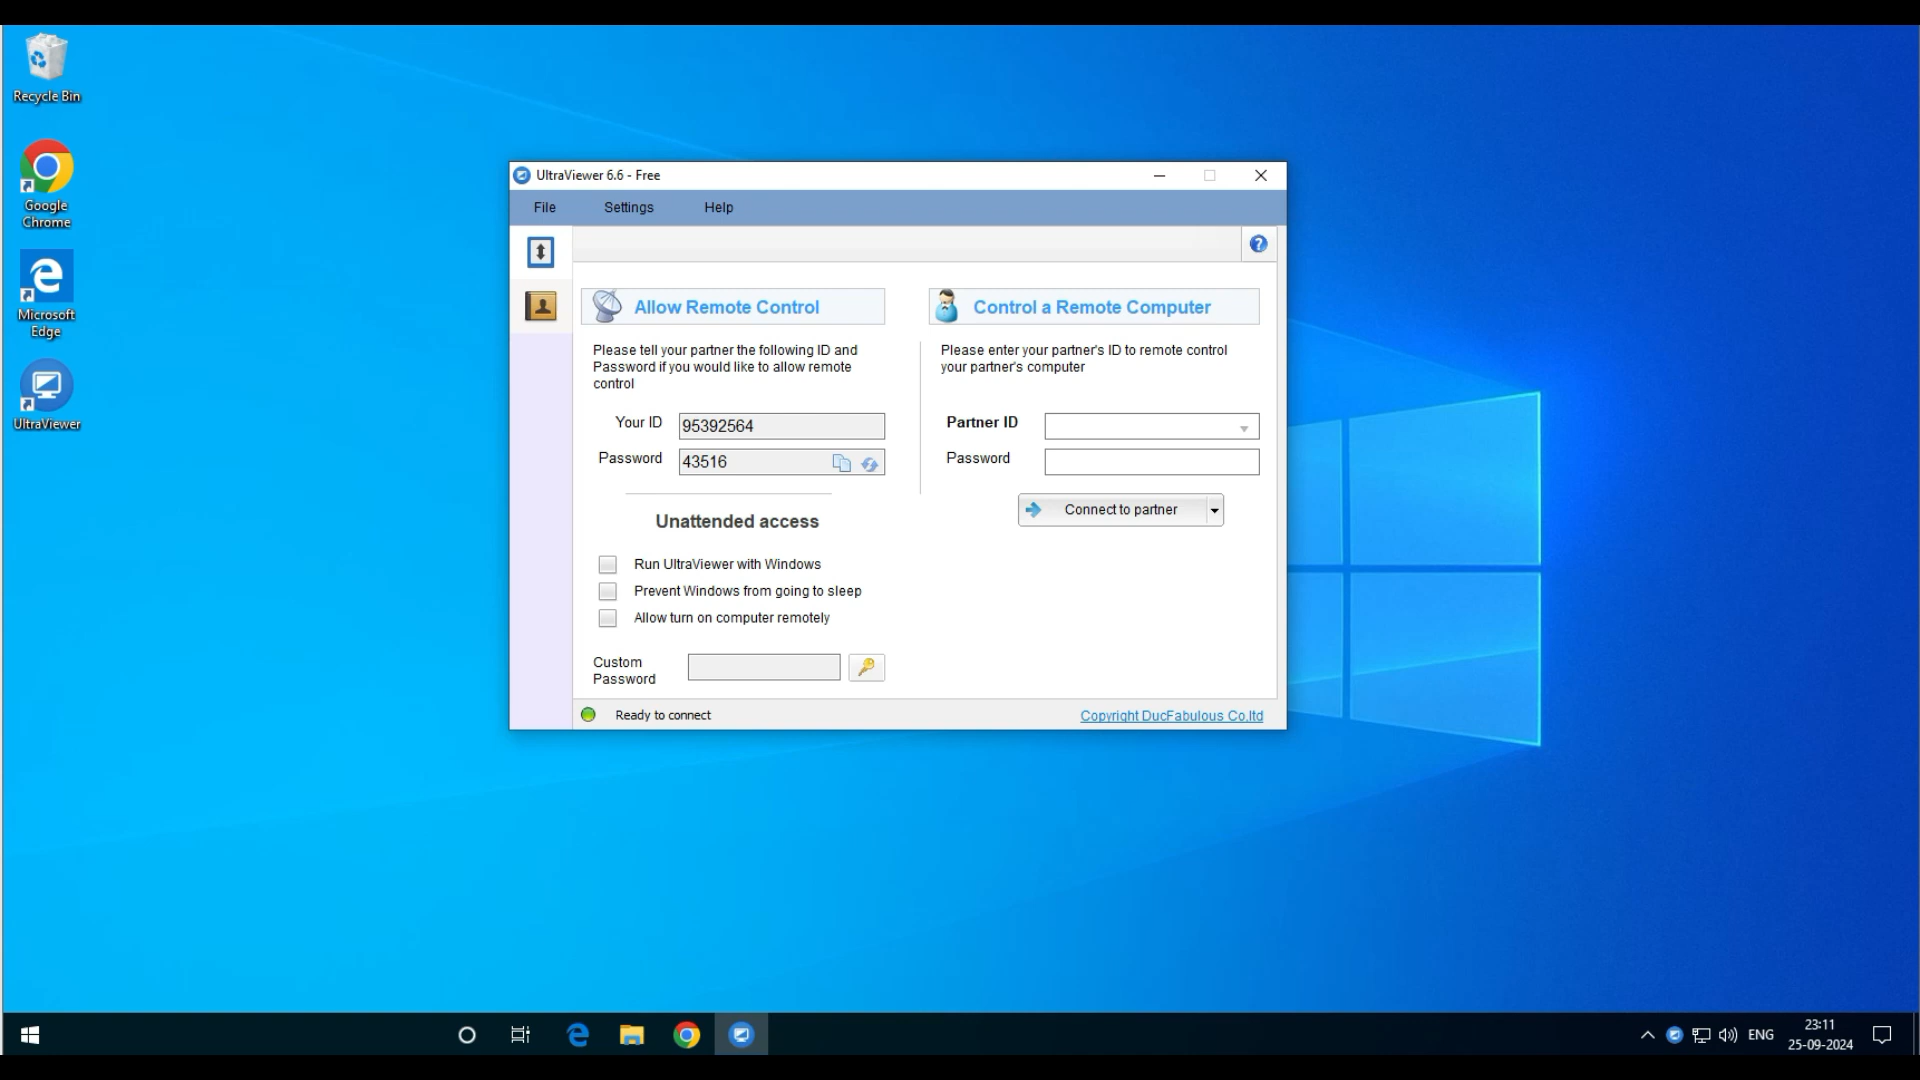 Recycle Bin
Google
Chrome
Microsoft
Edge
UltraViewer
UltraViewer 6.6 - Free
File
Settings
Help
Allow Remote Control
Please tell your partner the following ID and
Password if you would like to allow remote
control
Your ID
95392564
Password
43516
Unattended access
Run UltraViewer with Windows
Prevent Windows from going to sleep
Allow turn on computer remotely
Custom
Password
Control a Remote Computer
Please enter your partner's ID to remote control
your partner's computer
Partner ID
Password
Connect to partner
Ready to connect
Copyright DucFabulous Co,ltd
ENG
23:11
25-09-2024